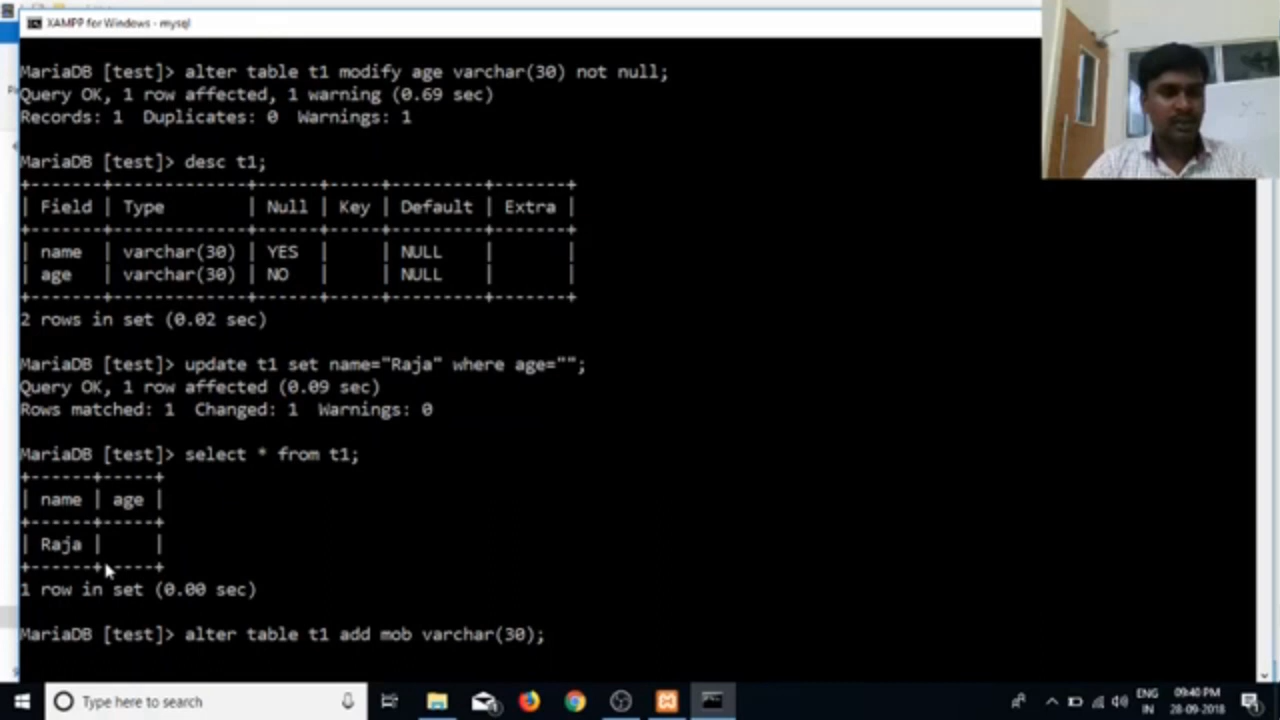 XAMPP for Windows - mysql
MariaDB [test]> alter table t1 modify age varchar(30) not null;
Query OK, 1 row affected, 1 warning (0.69 sec)
Records: 1  Duplicates: 0  Warnings: 1
MariaDB [test]> desc t1;
+-------+-------------+------+-----+---------+-------+
| Field | Type        | Null | Key | Default | Extra |
+-------+-------------+------+-----+---------+-------+
| name  | varchar(30) | YES  |     | NULL    |       |
| age   | varchar(30) | NO   |     | NULL    |       |
+-------+-------------+------+-----+---------+-------+
2 rows in set (0.02 sec)
MariaDB [test]> update t1 set name="Raja" where age="";
Query OK, 1 row affected (0.09 sec)
Rows matched: 1  Changed: 1  Warnings: 0
MariaDB [test]> select * from t1;
+------+-----+
| name | age |
+------+-----+
| Raja |     |
+------+-----+
1 row in set (0.00 sec)
MariaDB [test]> alter table t1 add mob varchar(30);
Type here to search
ENG
IN
09:40 PM
28-09-2018